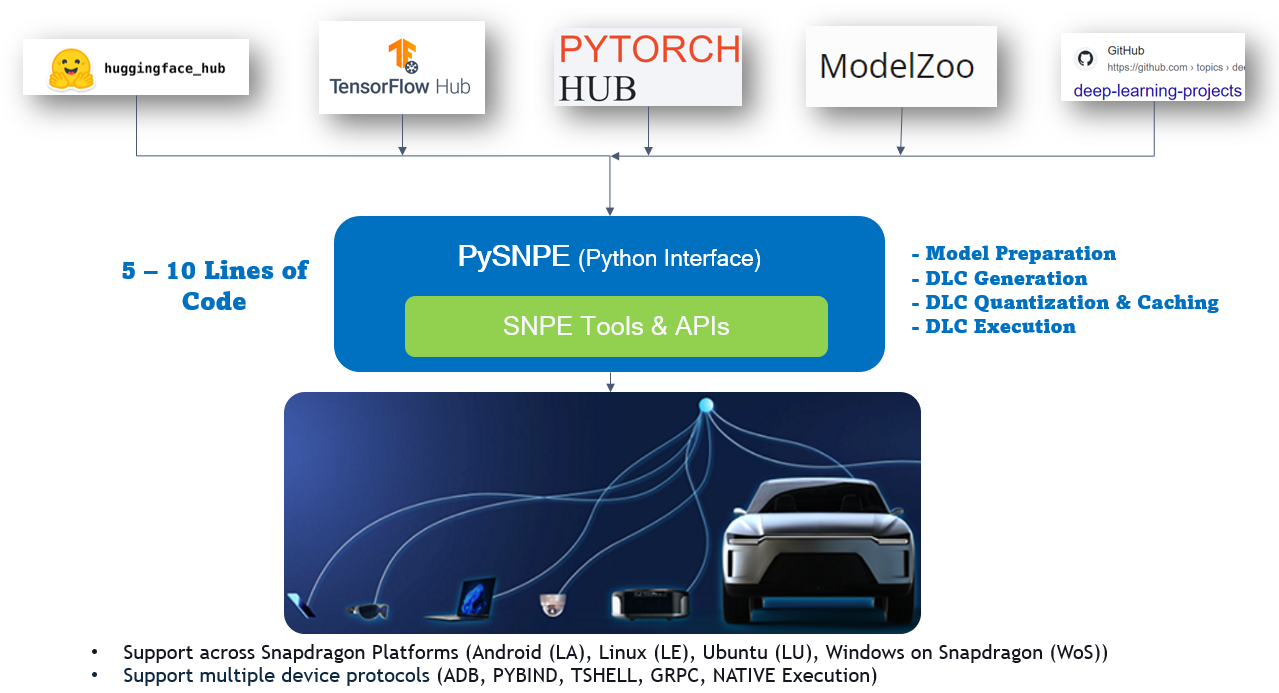 huggingface_hub
TensorFlow Hub
PYTORCH
HUB
ModelZoo
GitHub
https://github.com › topics › dee
deep-learning-projects
5 – 10 Lines of
Code
PySNPE (Python Interface)
SNPE Tools & APIs
- Model Preparation
- DLC Generation
- DLC Quantization & Caching
- DLC Execution
• Support across Snapdragon Platforms (Android (LA), Linux (LE), Ubuntu (LU), Windows on Snapdragon (WoS))
• Support multiple device protocols (ADB, PYBIND, TSHELL, GRPC, NATIVE Execution)